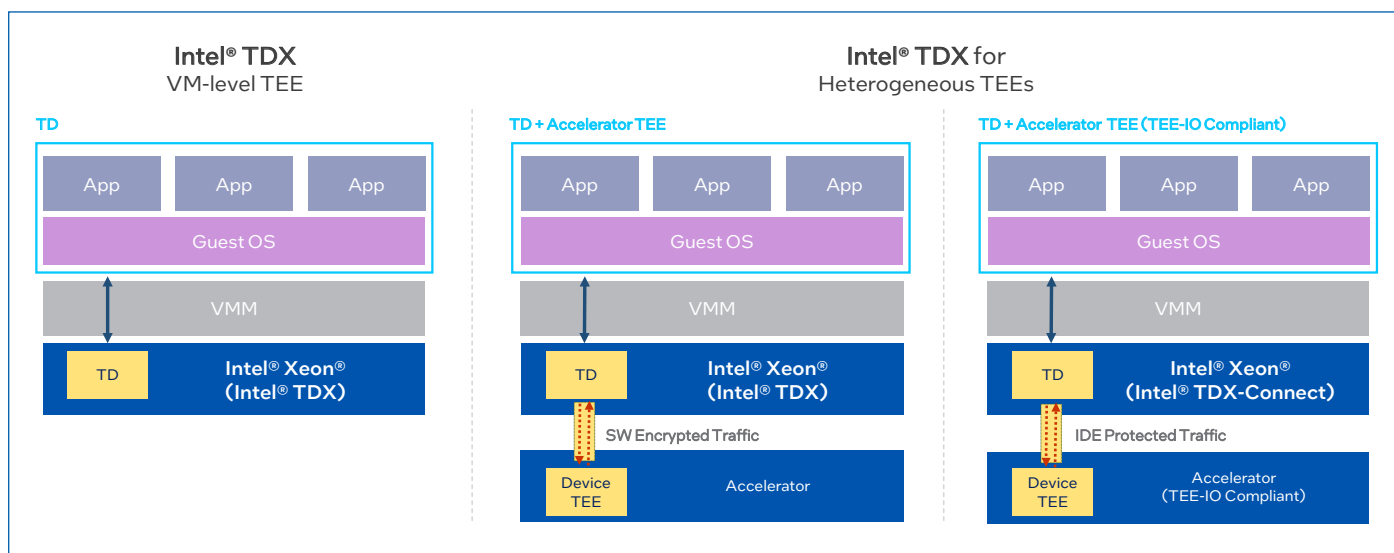 Intel® TDX
VM-level TEE
TD
App
App
App
Guest OS
VMM
TD
Intel® Xeon®
(Intel® TDX)
Intel® TDX for
Heterogeneous TEEs
TD + Accelerator TEE
App
App
App
Guest OS
VMM
TD
Intel® Xeon®
(Intel® TDX)
SW Encrypted Traffic
Device
TEE
Accelerator
TD + Accelerator TEE (TEE-IO Compliant)
App
App
App
Guest OS
VMM
TD
Intel® Xeon®
(Intel® TDX-Connect)
IDE Protected Traffic
Device
TEE
Accelerator
(TEE-IO Compliant)